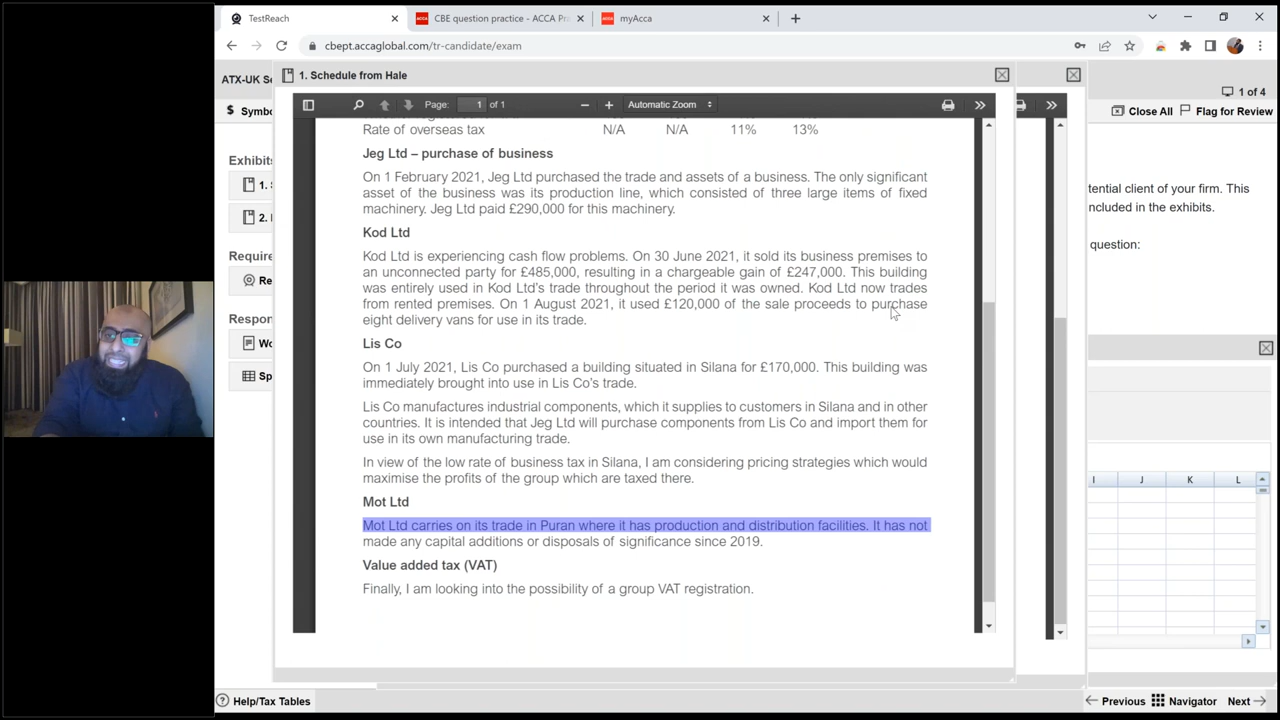 TestReach
CBE question practice - ACCA Pra
myAcca
cbept.accaglobal.com/tr-candidate/exam
ATX-UK Se
1. Schedule from Hale
1 of 4
$ Symbo
Page: 1 of 1
Automatic Zoom
Close All
Flag for Review
Rate of overseas tax N/A N/A 11% 13%
Exhibits
1.
2.
Require
Re
Respon
Wo
Sp
Jeg Ltd – purchase of business
On 1 February 2021, Jeg Ltd purchased the trade and assets of a business. The only significant
asset of the business was its production line, which consisted of three large items of fixed
machinery. Jeg Ltd paid £290,000 for this machinery.
Kod Ltd
Kod Ltd is experiencing cash flow problems. On 30 June 2021, it sold its business premises to
an unconnected party for £485,000, resulting in a chargeable gain of £247,000. This building
was entirely used in Kod Ltd's trade throughout the period it was owned. Kod Ltd now trades
from rented premises. On 1 August 2021, it used £120,000 of the sale proceeds to purchase
eight delivery vans for use in its trade.
Lis Co
On 1 July 2021, Lis Co purchased a building situated in Silana for £170,000. This building was
immediately brought into use in Lis Co's trade.
Lis Co manufactures industrial components, which it supplies to customers in Silana and in other
countries. It is intended that Jeg Ltd will purchase components from Lis Co and import them for
use in its own manufacturing trade.
In view of the low rate of business tax in Silana, I am considering pricing strategies which would
maximise the profits of the group which are taxed there.
Mot Ltd
Mot Ltd carries on its trade in Puran where it has production and distribution facilities. It has not
made any capital additions or disposals of significance since 2019.
Value added tax (VAT)
Finally, I am looking into the possibility of a group VAT registration.
tential client of your firm. This
ncluded in the exhibits.
question:
I J K L
Help/Tax Tables
Previous
Navigator
Next